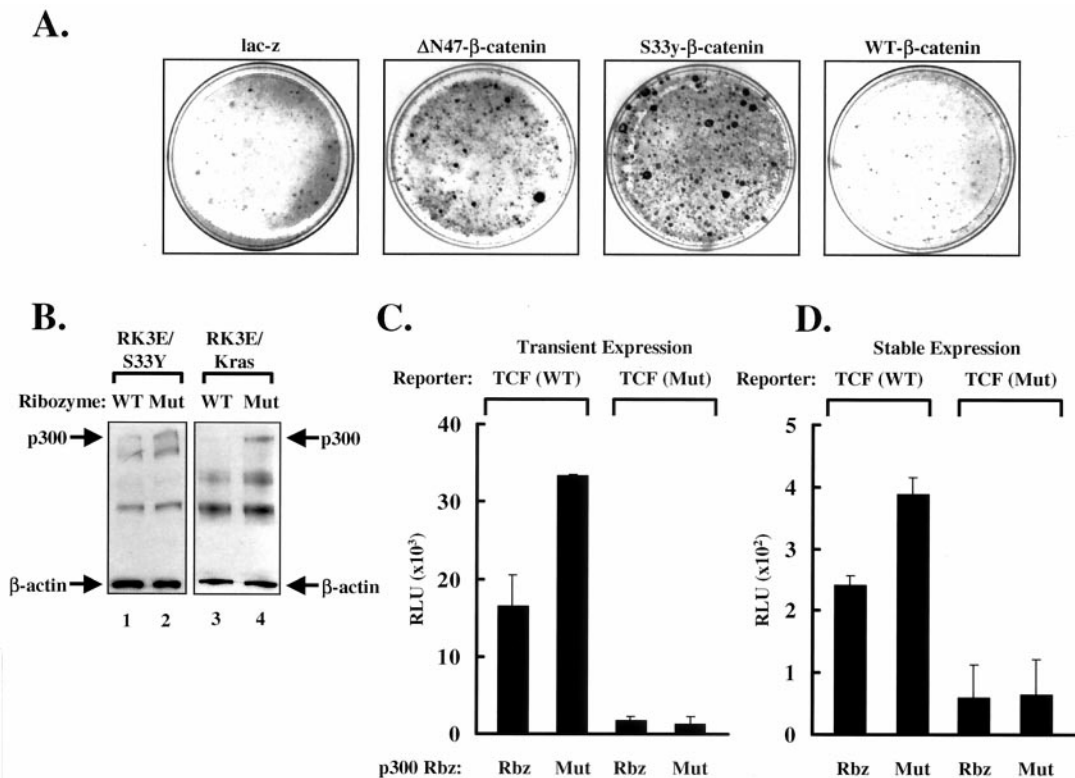 A.
lac-z
ΔN47-β-catenin
S33y-β-catenin
WT-β-catenin
B.
RK3E/
S33Y
RK3E/
Kras
Ribozyme: WT Mut WT Mut
p300
p300
β-actin
β-actin
1 2 3 4
C.
Transient Expression
Reporter: TCF (WT) TCF (Mut)
RLU (x10³)
40
30
20
10
0
p300 Rbz: Rbz Mut Rbz Mut
D.
Stable Expression
Reporter: TCF (WT) TCF (Mut)
RLU (x10²)
5
4
3
2
1
0
Rbz Mut Rbz Mut